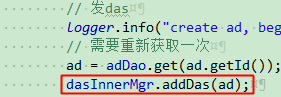 // 发das
logger.info("create ad, beg
// 需要重新获取一次
ad = adDao.get(ad.getId());
dasInnerMgr.addDas(ad);